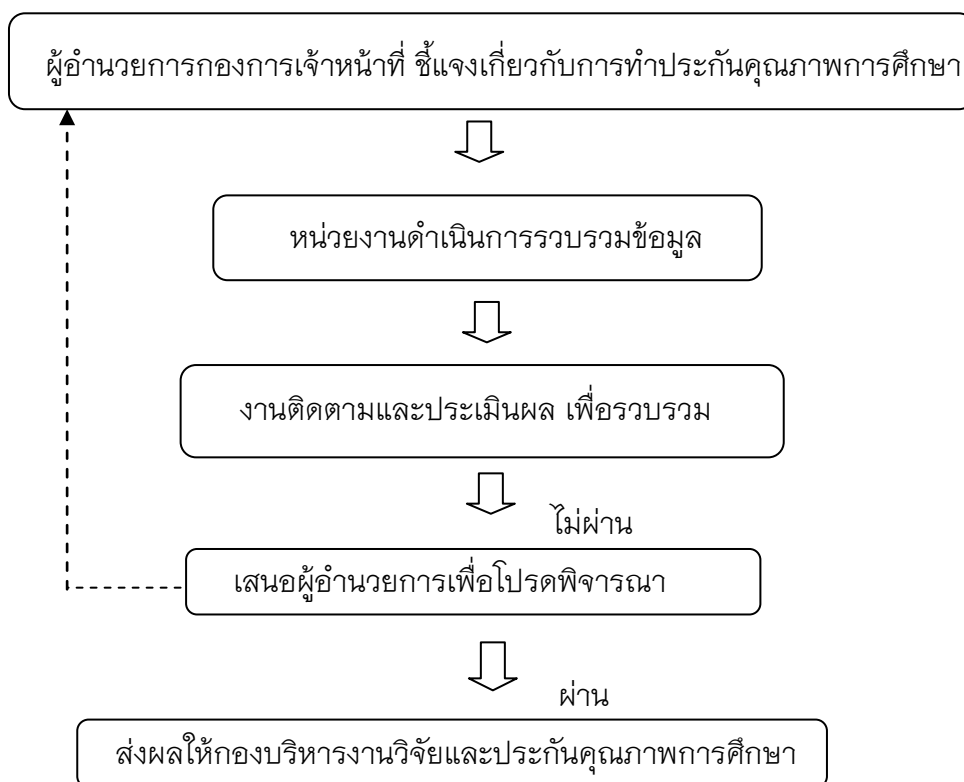 ผู้อำนวยการกองการเจ้าหน้าที่ ชี้แจงเกี่ยวกับการทำประกันคุณภาพการศึกษา
หน่วยงานดำเนินการรวบรวมข้อมูล
งานติดตามและประเมินผล เพื่อรวบรวม
ไม่ผ่าน
เสนอผู้อำนวยการเพื่อโปรดพิจารณา
ผ่าน
ส่งผลให้กองบริหารงานวิจัยและประกันคุณภาพการศึกษา